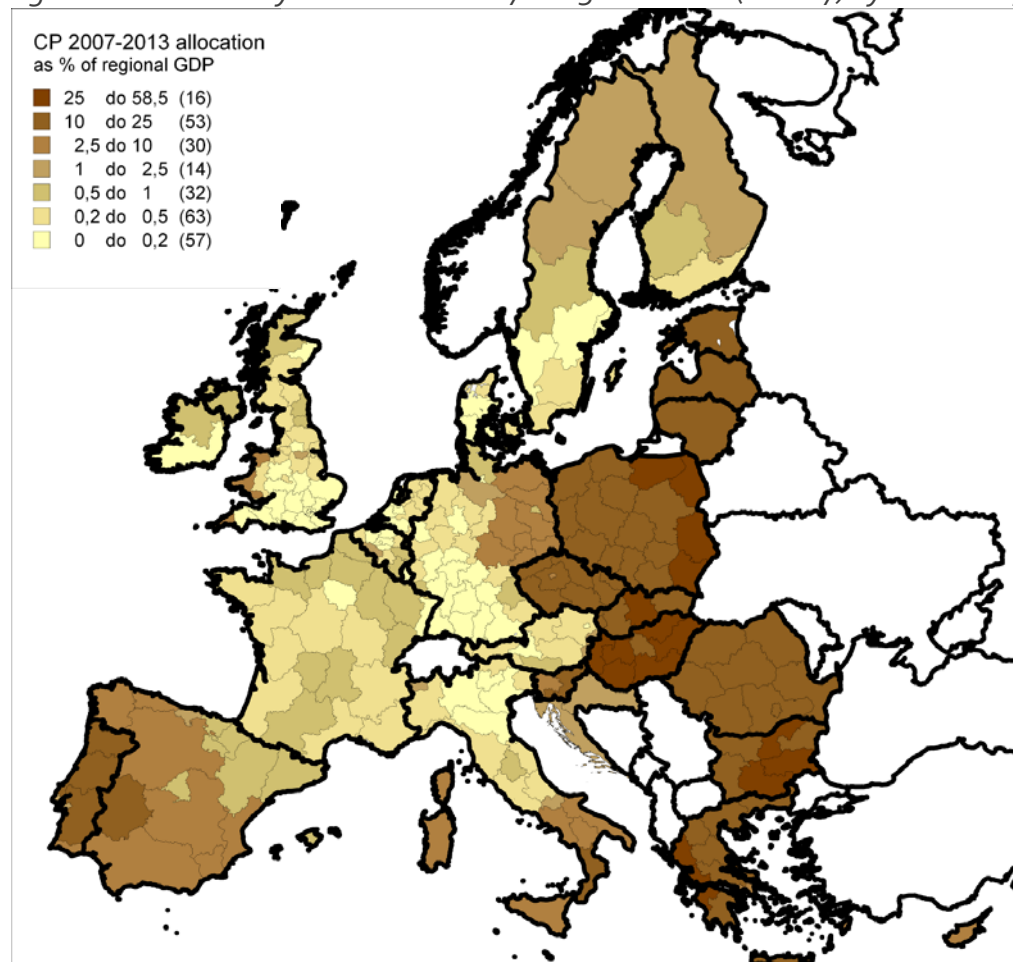 CP 2007-2013 allocation
as % of regional GDP
25 do 58,5 (16)
10 do 25 (53)
2,5 do 10 (30)
1 do 2,5 (14)
0,5 do 1 (32)
0,2 do 0,5 (63)
0 do 0,2 (57)